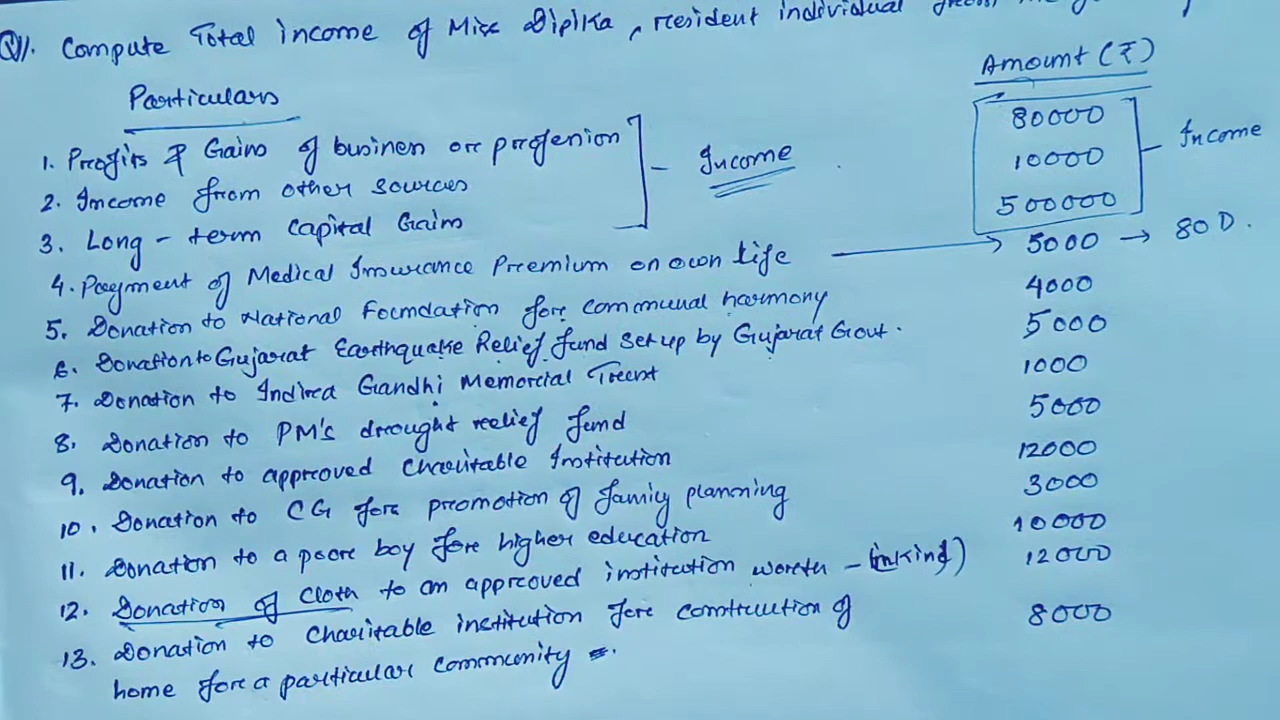 Q1. Compute Total income of Miss Dipika, resident individual
Particulars
Amount (₹)
1. Profits & Gains of business or profession
80000
2. Income from other sources
Income
10000
Income
3. Long-term capital Gains
500000
4. Payment of Medical Insurance Premium on own life
5000 → 80D.
5. Donation to National Foundation for communal harmony
4000
6. Donation to Gujarat Earthquake Relief fund set up by Gujarat Govt.
5000
7. Donation to Indira Gandhi Memorial Trust
1000
8. Donation to PM's drought relief fund
5000
9. Donation to approved Charitable Institution
12000
10. Donation to CG for promotion of family planning
3000
11. Donation to a poor boy for higher education
10000
12. Donation of cloth to an approved institution worth - (in kind)
12000
13. Donation to Charitable institution for construction of
8000
home for a particular community.